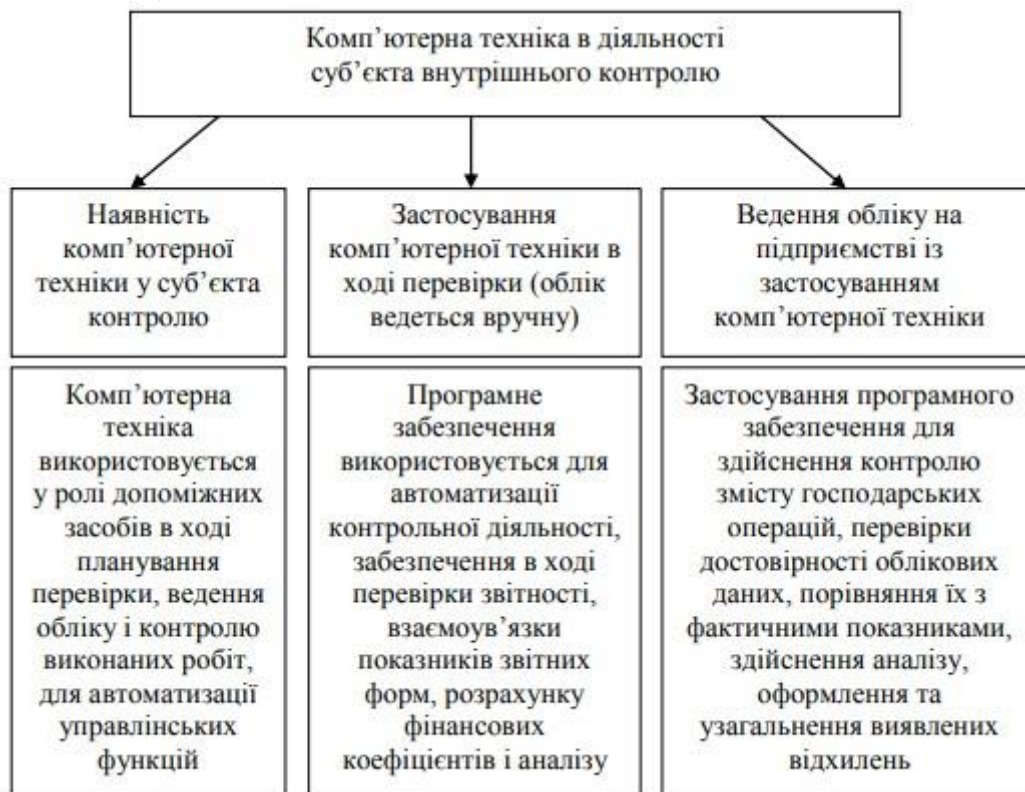 Комп’ютерна техніка в діяльності
суб’єкта внутрішнього контролю
Наявність
комп’ютерної
техніки у суб’єкта
контролю
Застосування
комп’ютерної техніки в
ході перевірки (облік
ведеться вручну)
Ведення обліку на
підприємстві із
застосуванням
комп’ютерної техніки
Комп’ютерна
техніка
використовується
у ролі допоміжних
засобів в ході
планування
перевірки, ведення
обліку і контролю
виконаних робіт,
для автоматизації
управлінських
функцій
Програмне
забезпечення
використовується для
автоматизації
контрольної діяльності,
забезпечення в ході
перевірки звітності,
взаємоув’язки
показників звітних
форм, розрахунку
фінансових
коефіцієнтів і аналізу
Застосування програмного
забезпечення для
здійснення контролю
змісту господарських
операцій, перевірки
достовірності облікових
даних, порівняння їх з
фактичними показниками,
здійснення аналізу,
оформлення та
узагальнення виявлених
відхилень